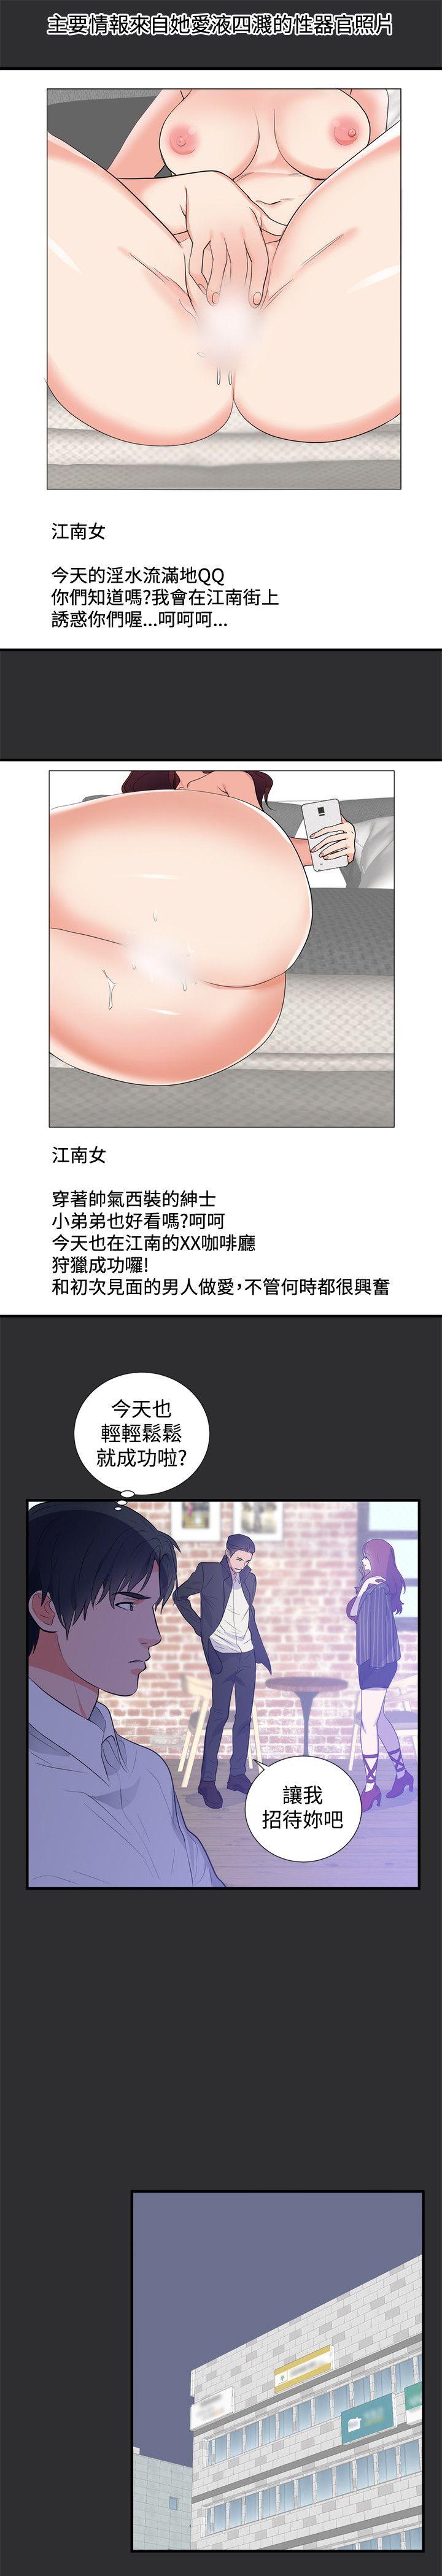 主要情報來自她愛液四濺的性器官照片
江南女
今天的淫水流滿地QQ
你們知道嗎?我會在江南街上
誘惑你們喔...呵呵呵...
江南女
穿著帥氣西裝的紳士
小弟弟也好看嗎?呵呵
今天也在江南的XX咖啡廳
狩獵成功囉!
和初次見面的男人做愛，不管何時都很興奮
今天也
輕輕鬆鬆
就成功啦?
讓我
招待妳吧